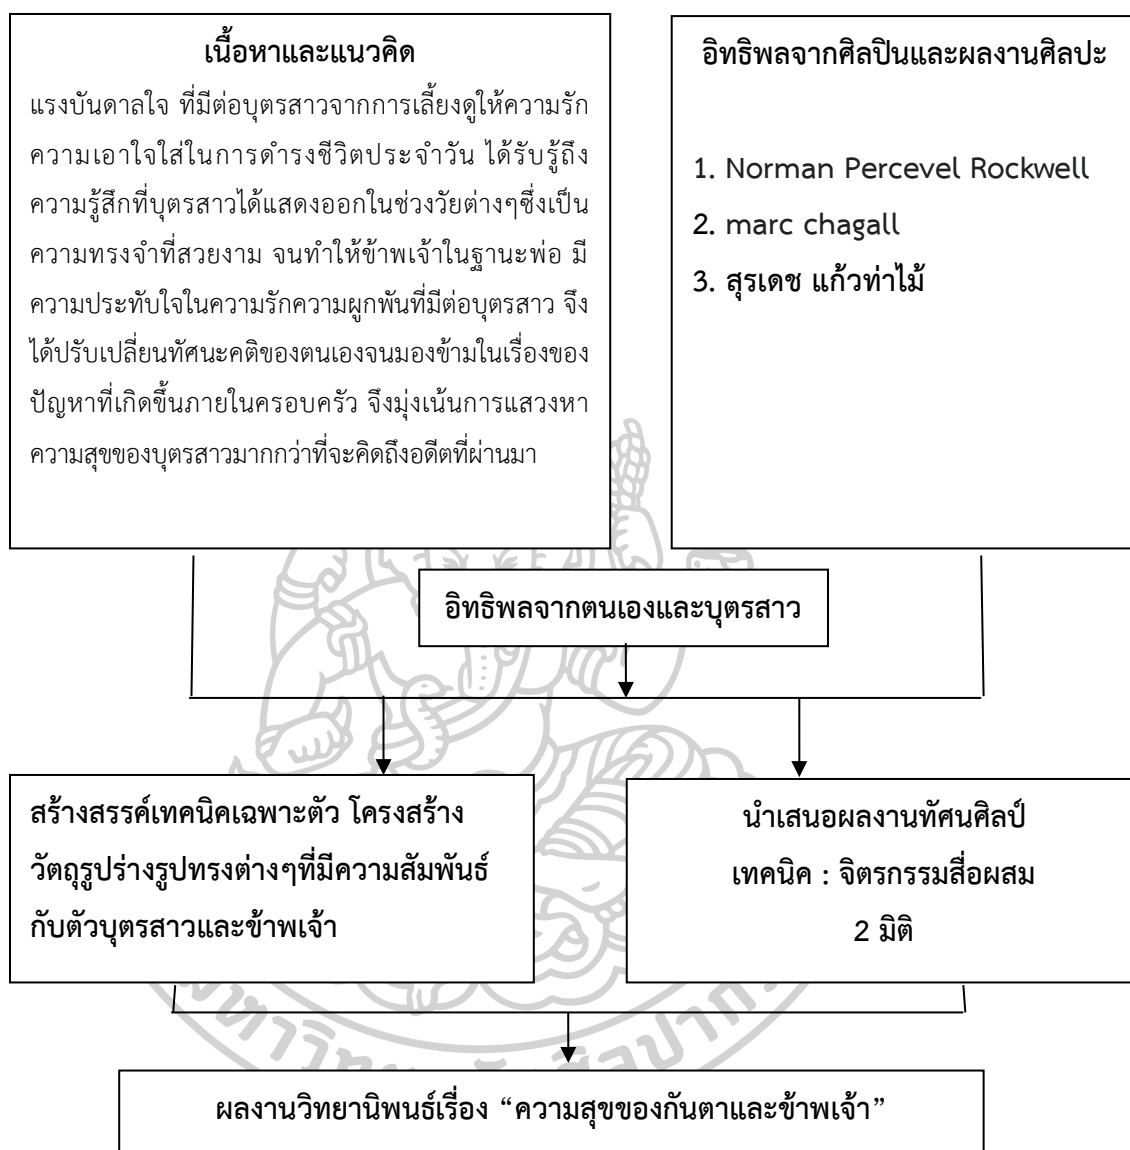 เนื้อหาและแนวคิด
แรงบันดาลใจ ที่มีต่อบุตรสาวจากการเลี้ยงดูให้ความรัก
ความเอาใจใส่ในการดำรงชีวิตประจำวัน ได้รับรู้ถึง
ความรู้สึกที่บุตรสาวได้แสดงออกในช่วงวัยต่างๆซึ่งเป็น
ความทรงจำที่สวยงาม จนทำให้ข้าพเจ้าในฐานะพ่อ มี
ความประทับใจในความรักความผูกพันที่มีต่อบุตรสาว จึง
ได้ปรับเปลี่ยนทัศนะคติของตนเองจนมองข้ามในเรื่องของ
ปัญหาที่เกิดขึ้นภายในครอบครัว จึงมุ่งเน้นการแสวงหา
ความสุขของบุตรสาวมากกว่าที่จะคิดถึงอดีตที่ผ่านมา
อิทธิพลจากศิลปินและผลงานศิลปะ
1. Norman Percevel Rockwell
2. marc chagall
3. สุรเดช แก้วท่าไม้
อิทธิพลจากตนเองและบุตรสาว
สร้างสรรค์เทคนิคเฉพาะตัว โครงสร้าง
วัตถุรูปร่างรูปทรงต่างๆที่มีความสัมพันธ์
กับตัวบุตรสาวและข้าพเจ้า
นำเสนอผลงานทัศนศิลป์
เทคนิค : จิตรกรรมสื่อผสม
2 มิติ
มหาวิทยาลัยศิลปากร
ผลงานวิทยานิพนธ์เรื่อง “ความสุขของกันตาและข้าพเจ้า”